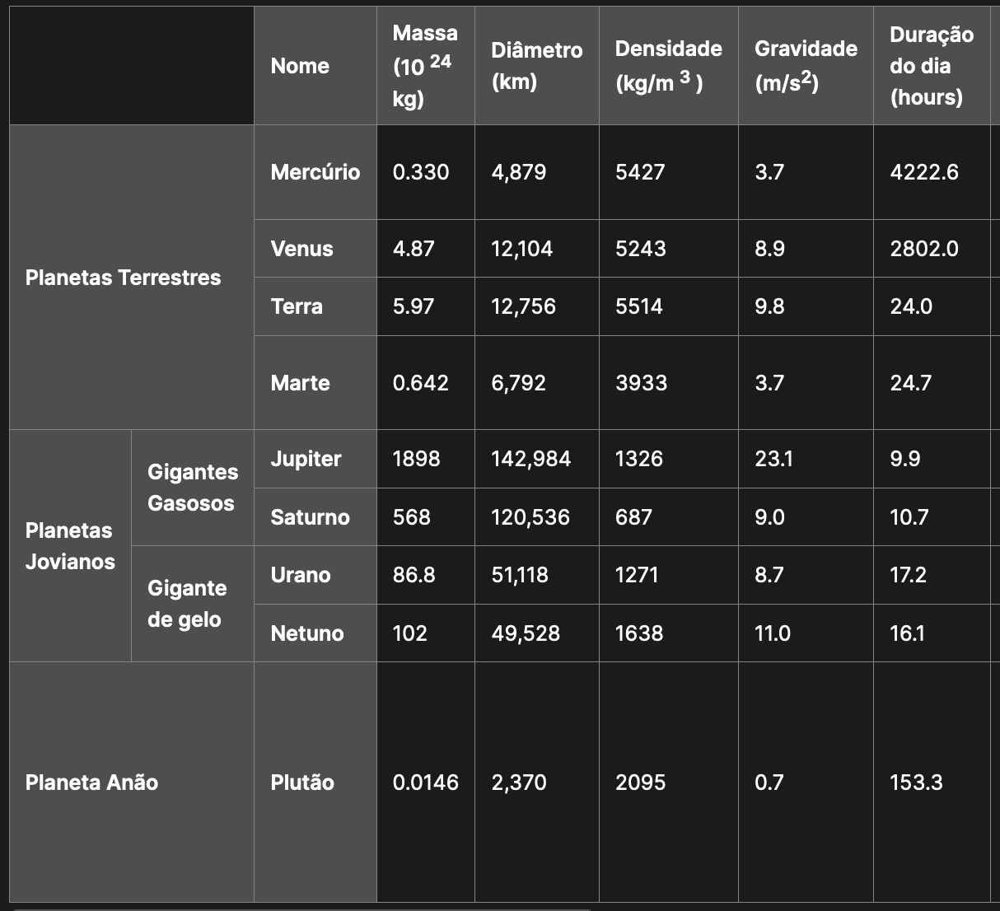 Nome
Massa
(10 24
kg)
Diâmetro
(km)
Densidade
(kg/m 3 )
Gravidade
(m/s2)
Duração
do dia
(hours)
Planetas Terrestres
Mercúrio 0.330 4,879 5427 3.7 4222.6
Venus 4.87 12,104 5243 8.9 2802.0
Terra 5.97 12,756 5514 9.8 24.0
Marte 0.642 6,792 3933 3.7 24.7
Planetas
Jovianos
Gigantes
Gasosos
Jupiter 1898 142,984 1326 23.1 9.9
Saturno 568 120,536 687 9.0 10.7
Gigante
de gelo
Urano 86.8 51,118 1271 8.7 17.2
Netuno 102 49,528 1638 11.0 16.1
Planeta Anão
Plutão 0.0146 2,370 2095 0.7 153.3